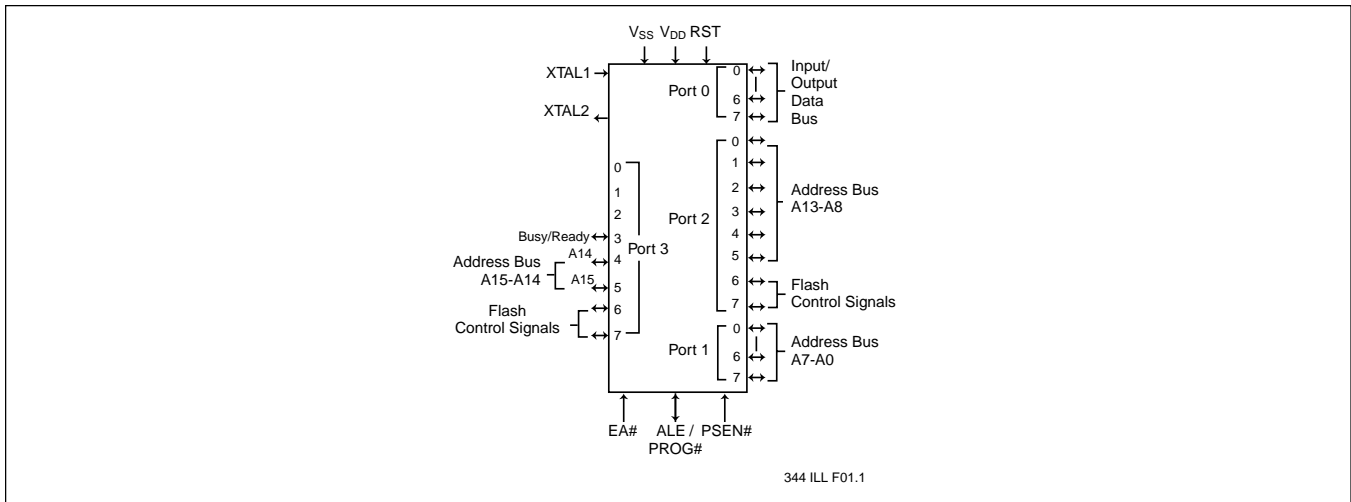 VSS VDD RST
XTAL1
XTAL2
Port 0
0
6
7
Input/
Output
Data
Bus
Port 2
0
1
2
3
4
5
6
7
Address Bus
A13-A8
Flash
Control Signals
Port 3
0
1
2
3
4
5
6
7
Busy/Ready
A14
A15
Address Bus
A15-A14
Flash
Control Signals
Port 1
0
6
7
Address Bus
A7-A0
EA# ALE / PSEN#
PROG#
344 ILL F01.1